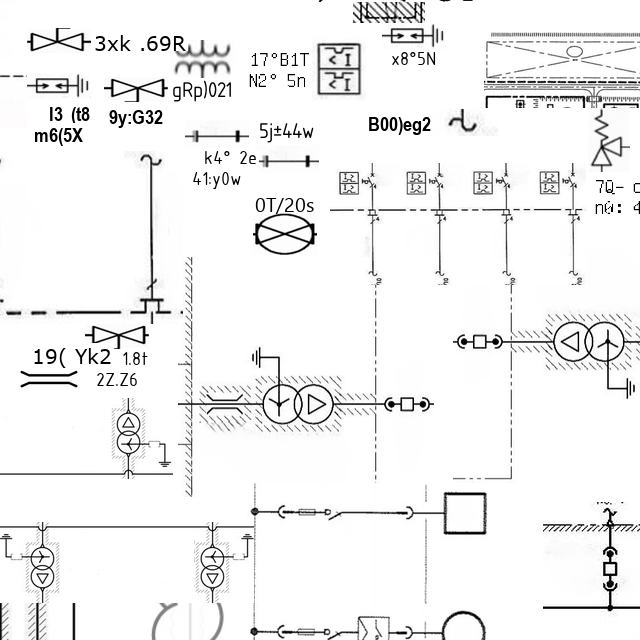 3xk .69R
17°B1T
N2° 5n
x8°5N
gRp)021
I3 (t8
m6(5X
9y:G32
5j±44w
B00)eg2
k4° 2e
41:y0w
7Q-
n0: 4
0T/20s
19( Yk2
1.8t
2Z.Z6